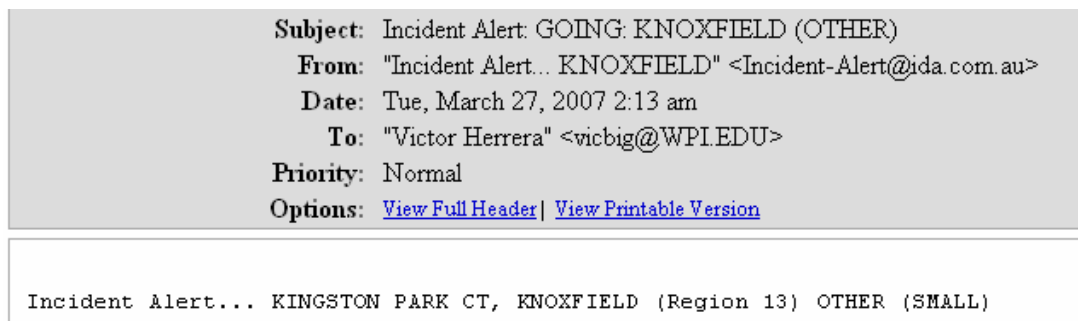 Subject: Incident Alert: GOING: KNOXFIELD (OTHER)
From: "Incident Alert... KNOXFIELD" <Incident-Alert@ida.com.au>
Date: Tue, March 27, 2007 2:13 am
To: "Victor Herrera" <vicbig@WPI.EDU>
Priority: Normal
Options: View Full Header | View Printable Version
Incident Alert... KINGSTON PARK CT, KNOXFIELD (Region 13) OTHER (SMALL)